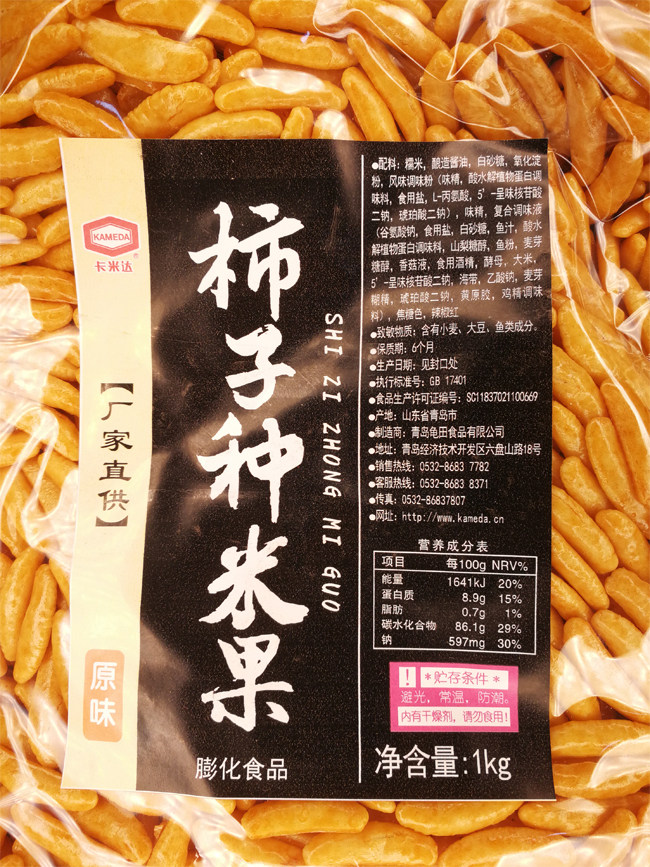 KAMEDA
卡米达®
【厂家直供】
原味
柿子种米果
SHI ZI ZHONG MI GUO
膨化食品
●配料：糯米，酿造酱油，白砂糖，氧化淀
粉，风味调味粉（味精，酸水解植物蛋白调
味料，食用盐，L-丙氨酸，5'-呈味核苷酸
二钠，琥珀酸二钠），味精，复合调味液
（谷氨酸钠，食用盐，白砂糖，鱼汁，酸水
解植物蛋白调味料，山梨糖醇，鱼粉，麦芽
糖醇，香菇液，食用酒精，酵母，大米，
5'-呈味核苷酸二钠，海带，乙酸钠，麦芽
糊精，琥珀酸二钠，黄原胶，鸡精调味
料），焦糖色，辣椒红
●致敏物质：含有小麦、大豆、鱼类成分。
●保质期：6个月
●生产日期：见封口处
●执行标准号：GB 17401
●食品生产许可证编号：SC11837021100669
●产地：山东省青岛市
●制造商：青岛龟田食品有限公司
●地址：青岛经济技术开发区六盘山路18号
●销售热线：0532-8683 7782
●客服热线：0532-8683 8371
●传真：0532-86837807
●网址：http://www.kameda.cn
营养成分表
项目 每100g NRV%
能量 1641kJ 20%
蛋白质 8.9g 15%
脂肪 0.7g 1%
碳水化合物 86.1g 29%
钠 597mg 30%
! *贮存条件*
避光，常温，防潮。
内有干燥剂，请勿食用！
净含量：1kg